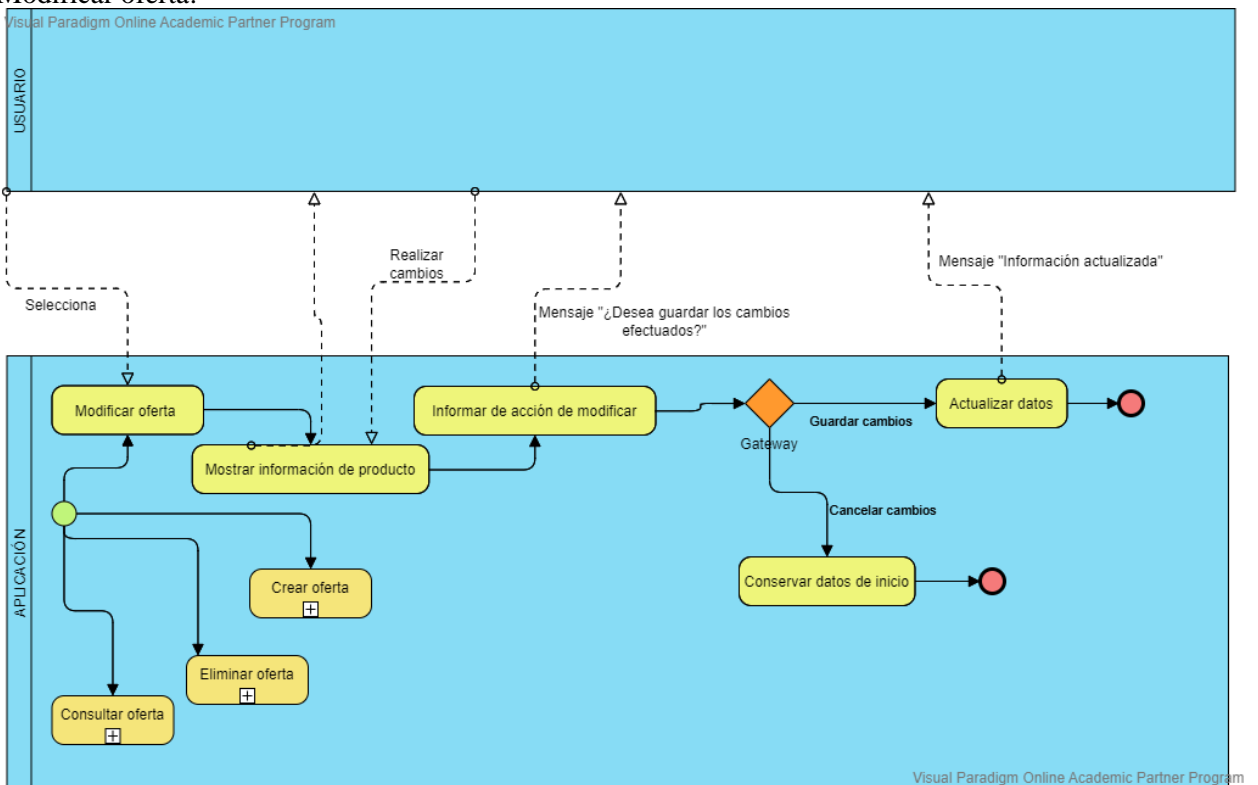 Modificar oferta:
Visual Paradigm Online Academic Partner Program
USUARIO
Realizar
cambios
Mensaje "Información actualizada"
Selecciona
Mensaje "¿Desea guardar los cambios
efectuados?"
APLICACIÓN
Modificar oferta
Informar de acción de modificar
Actualizar datos
Guardar cambios
Gateway
Mostrar información de producto
Cancelar cambios
Crear oferta
Conservar datos de inicio
Eliminar oferta
Consultar oferta
Visual Paradigm Online Academic Partner Program